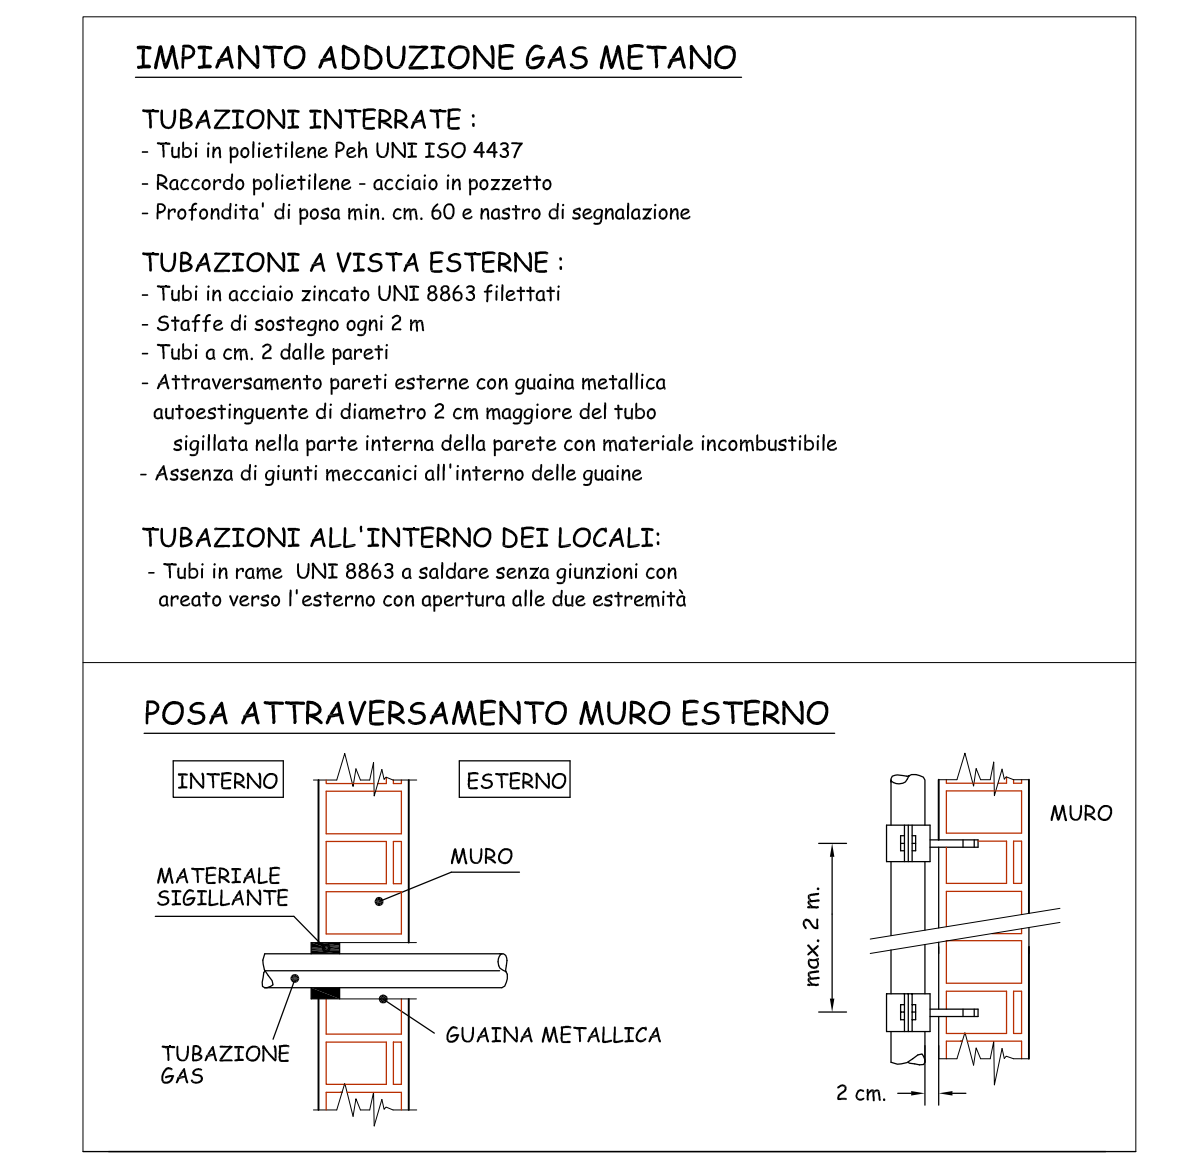 IMPIANTO ADDUZIONE GAS METANO
TUBAZIONI INTERRATE :
- Tubi in polietilene Peh UNI ISO 4437
- Raccordo polietilene - acciaio in pozzetto
- Profondita' di posa min. cm. 60 e nastro di segnalazione
TUBAZIONI A VISTA ESTERNE :
- Tubi in acciaio zincato UNI 8863 filettati
- Staffe di sostegno ogni 2 m
- Tubi a cm. 2 dalle pareti
- Attraversamento pareti esterne con guaina metallica
autoestinguente di diametro 2 cm maggiore del tubo
sigillata nella parte interna della parete con materiale incombustibile
- Assenza di giunti meccanici all'interno delle guaine
TUBAZIONI ALL'INTERNO DEI LOCALI:
- Tubi in rame  UNI 8863 a saldare senza giunzioni con
areato verso l'esterno con apertura alle due estremità
POSA ATTRAVERSAMENTO MURO ESTERNO
INTERNO
ESTERNO
MURO
MATERIALE
SIGILLANTE
TUBAZIONE
GAS
GUAINA METALLICA
MURO
max. 2 m.
2 cm.